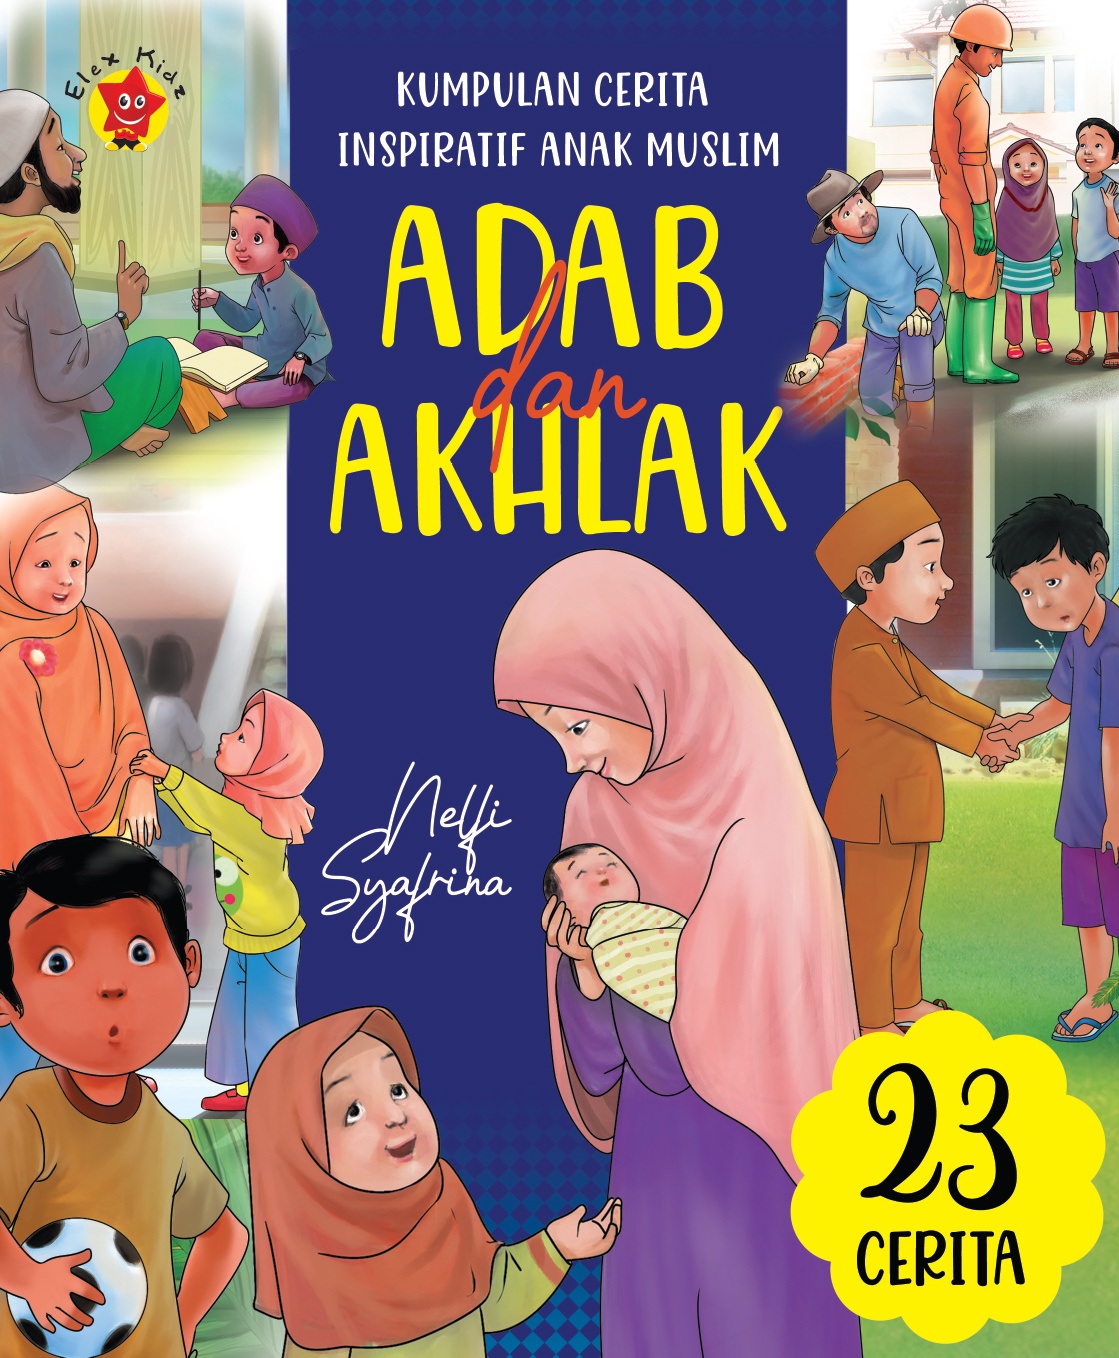 Elex Kidz
KUMPULAN CERITA
INSPIRATIF ANAK MUSLIM
ADAB
dan
AKHLAK
Nelfi
Syafrina
23
CERITA